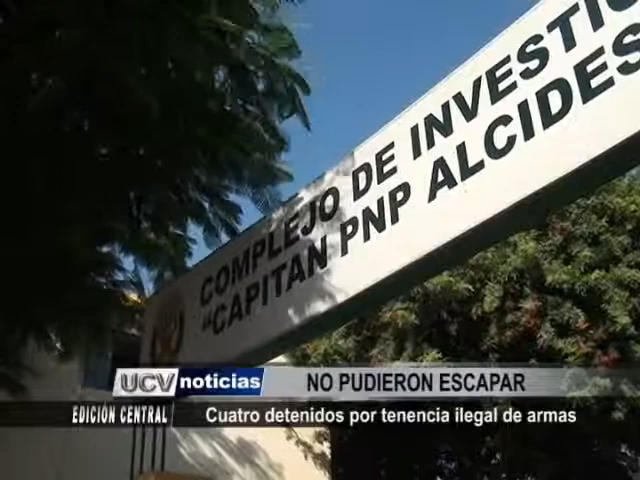 COMPLEJO DE INVESTI
"CAPITAN PNP ALCIDES
UCV noticias NO PUDIERON ESCAPAR
EDICIÓN CENTRAL Cuatro detenidos por tenencia ilegal de armas